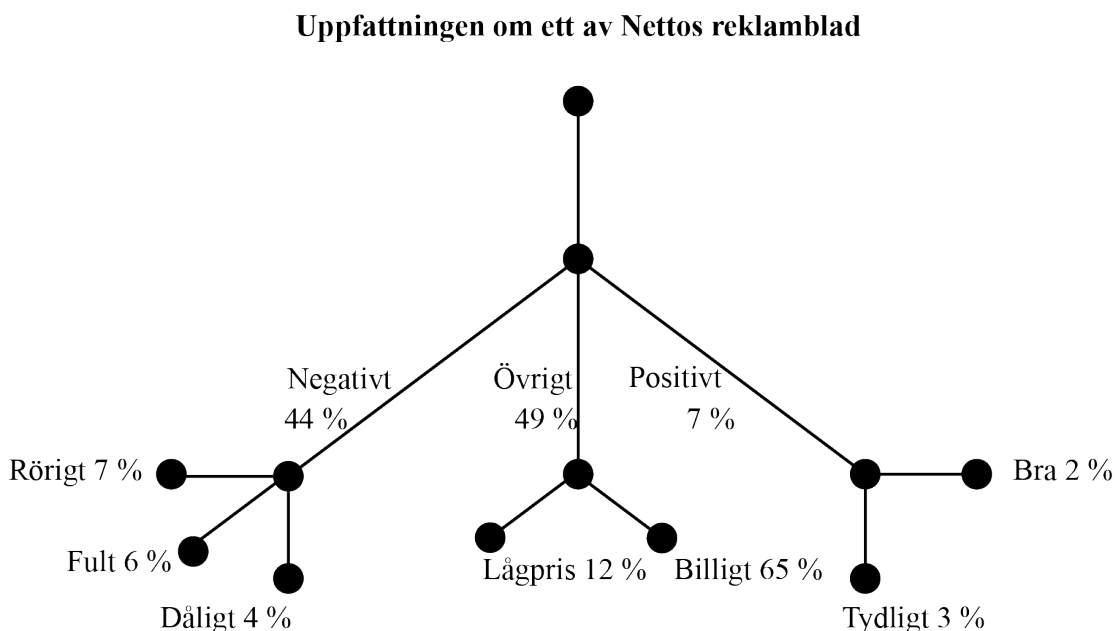 Uppfattningen om ett av Nettos reklamblad
Negativt
44 %
Övrigt
49 %
Positivt
7 %
Rörigt 7 %
Fult 6 %
Dåligt 4 %
Lågpris 12 %
Billigt 65 %
Bra 2 %
Tydligt 3 %